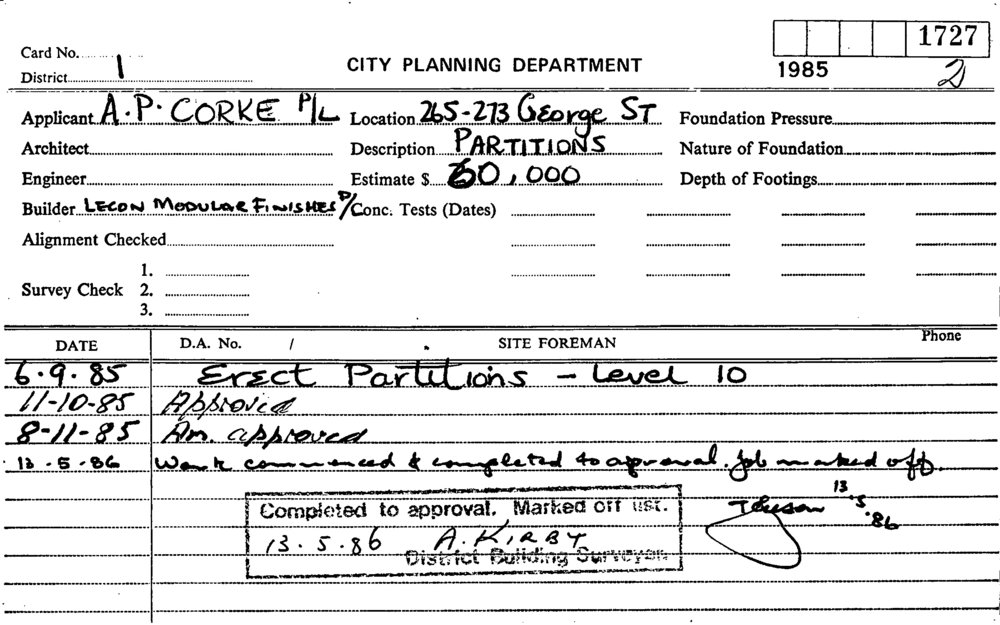 Card No. 1727
District 1 CITY PLANNING DEPARTMENT 1985 2
Applicant A.P. CORKE P/L Location 265-273 George ST Foundation Pressure
Architect Description PARTITIONS Nature of Foundation
Engineer Estimate $ 60,000 Depth of Footings
Builder LECON MODULAR FINISHES P/ Conc. Tests (Dates)
Alignment Checked
1.
Survey Check 2.
3.
DATE D.A. No. / SITE FOREMAN Phone
6.9.85 Erect Partitions - Level 10
11-10-85 Approved
8-11-85 Am. approved
13.5.86 Work commenced & completed to approval. Job marked off.
Completed to approval. Marked off list. 13.5.86
13.5.86 A. KIRBY
District Building Surveyor